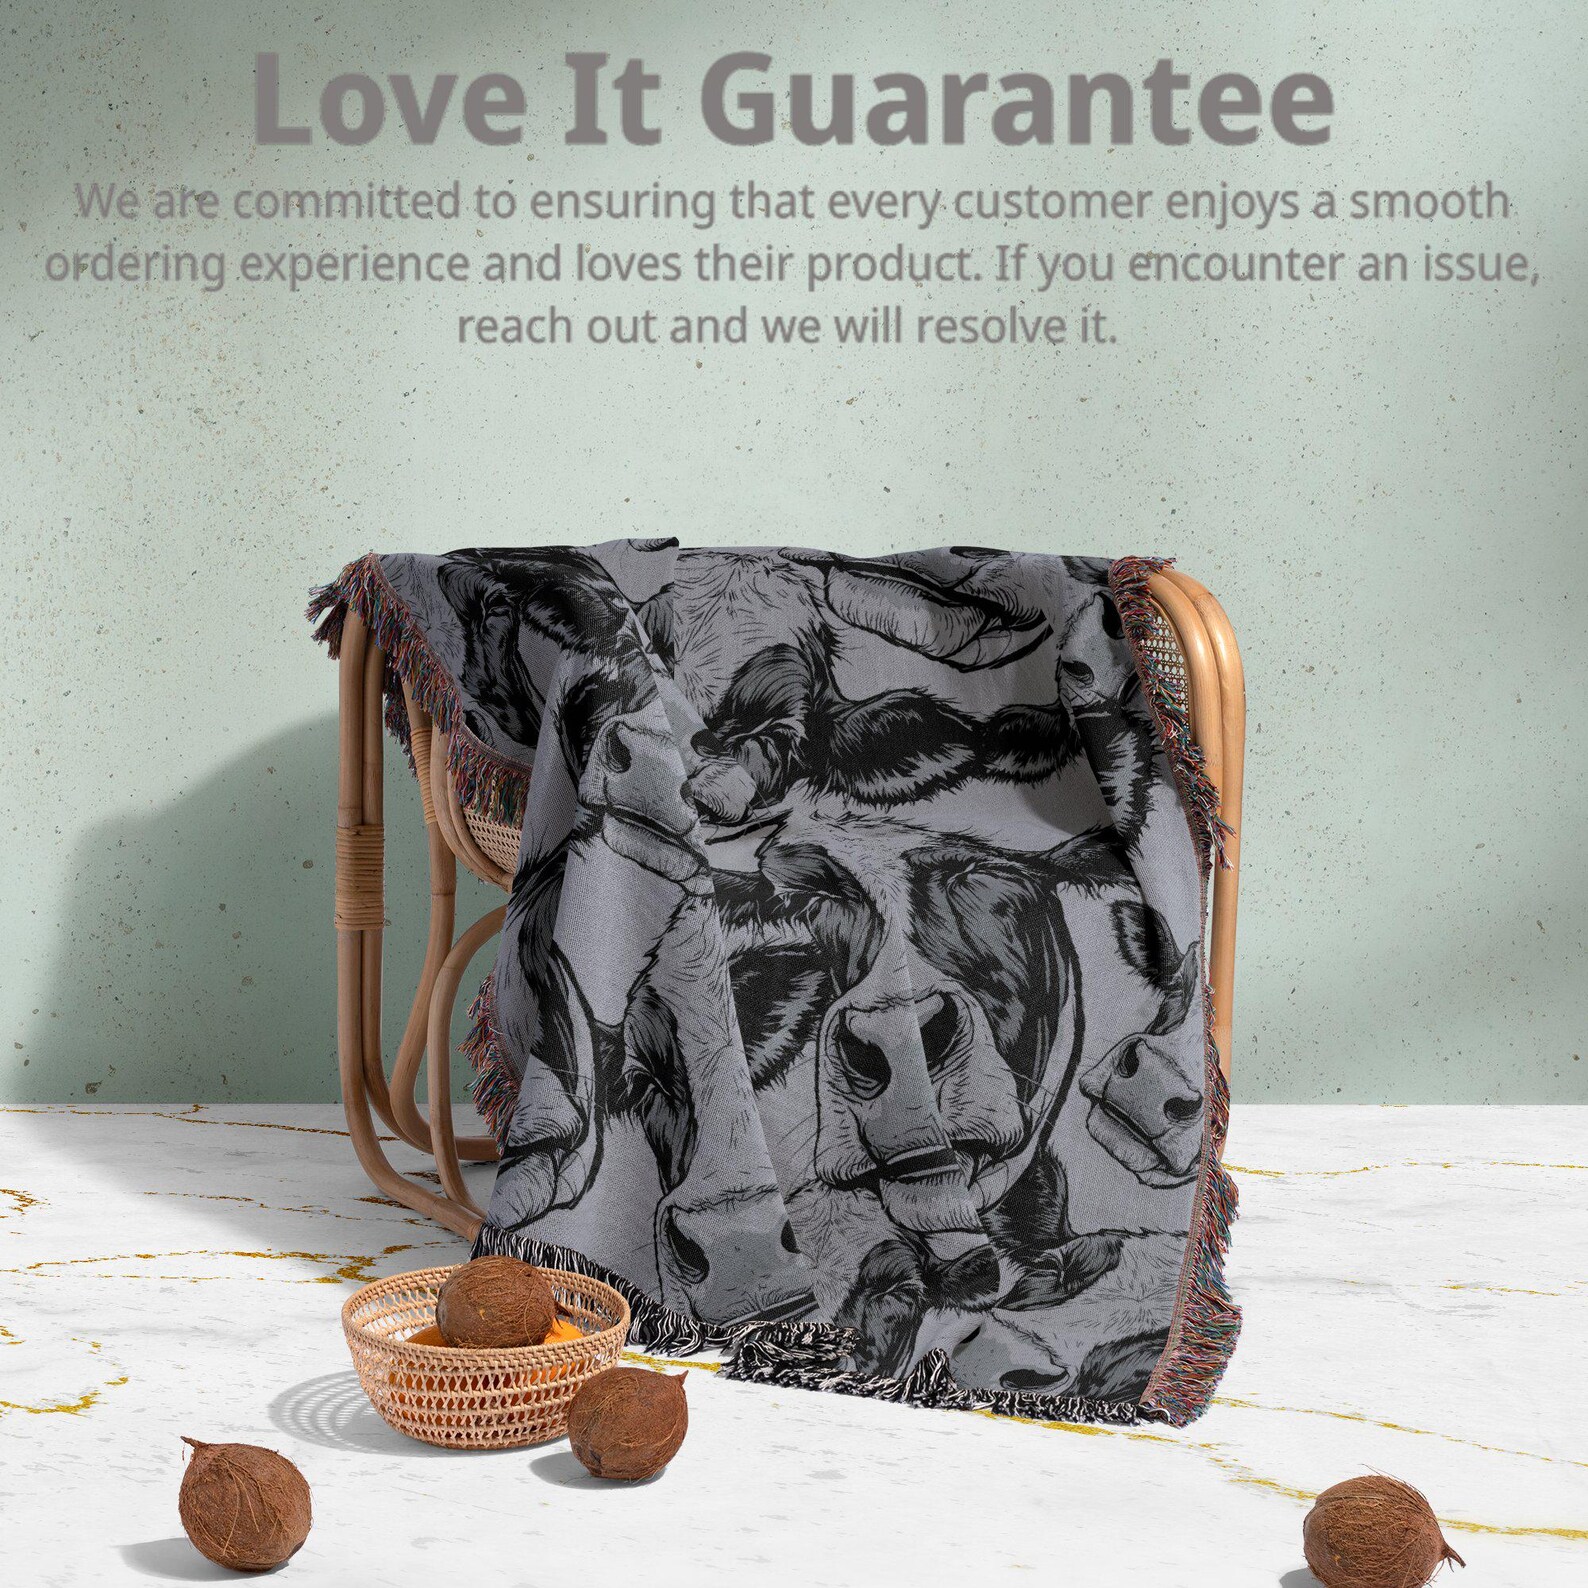 Love It Guarantee
We are committed to ensuring that every customer enjoys a smooth
ordering experience and loves their product. If you encounter an issue,
reach out and we will resolve it.